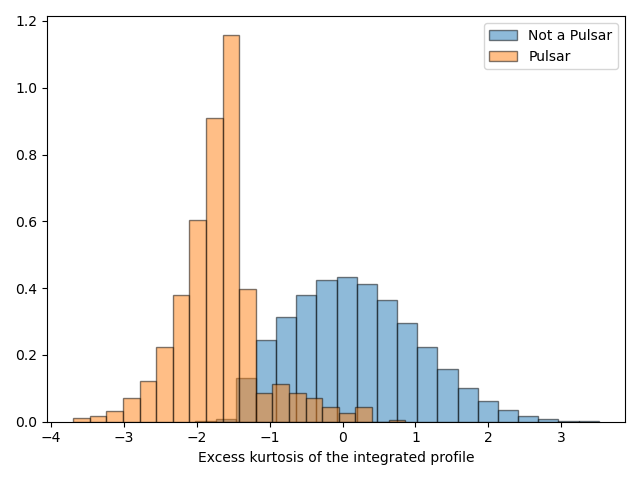 1.2
1.0
0.8
0.6
0.4
0.2
0.0
Not a Pulsar
Pulsar
−4 −3 −2 −1 0 1 2 3
Excess kurtosis of the integrated profile